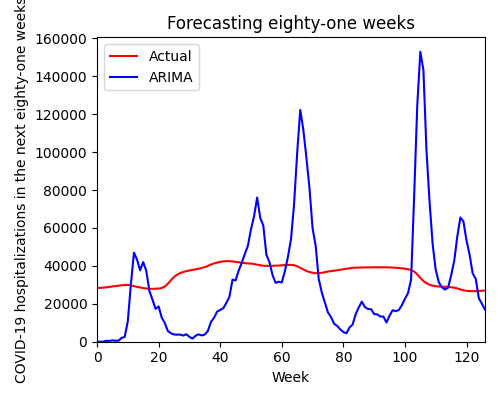 Forecasting eighty-one weeks
COVID-19 hospitalizations in the next eighty-one weeks
160000
140000
120000
100000
80000
60000
40000
20000
0
Actual
ARIMA
0 20 40 60 80 100 120
Week